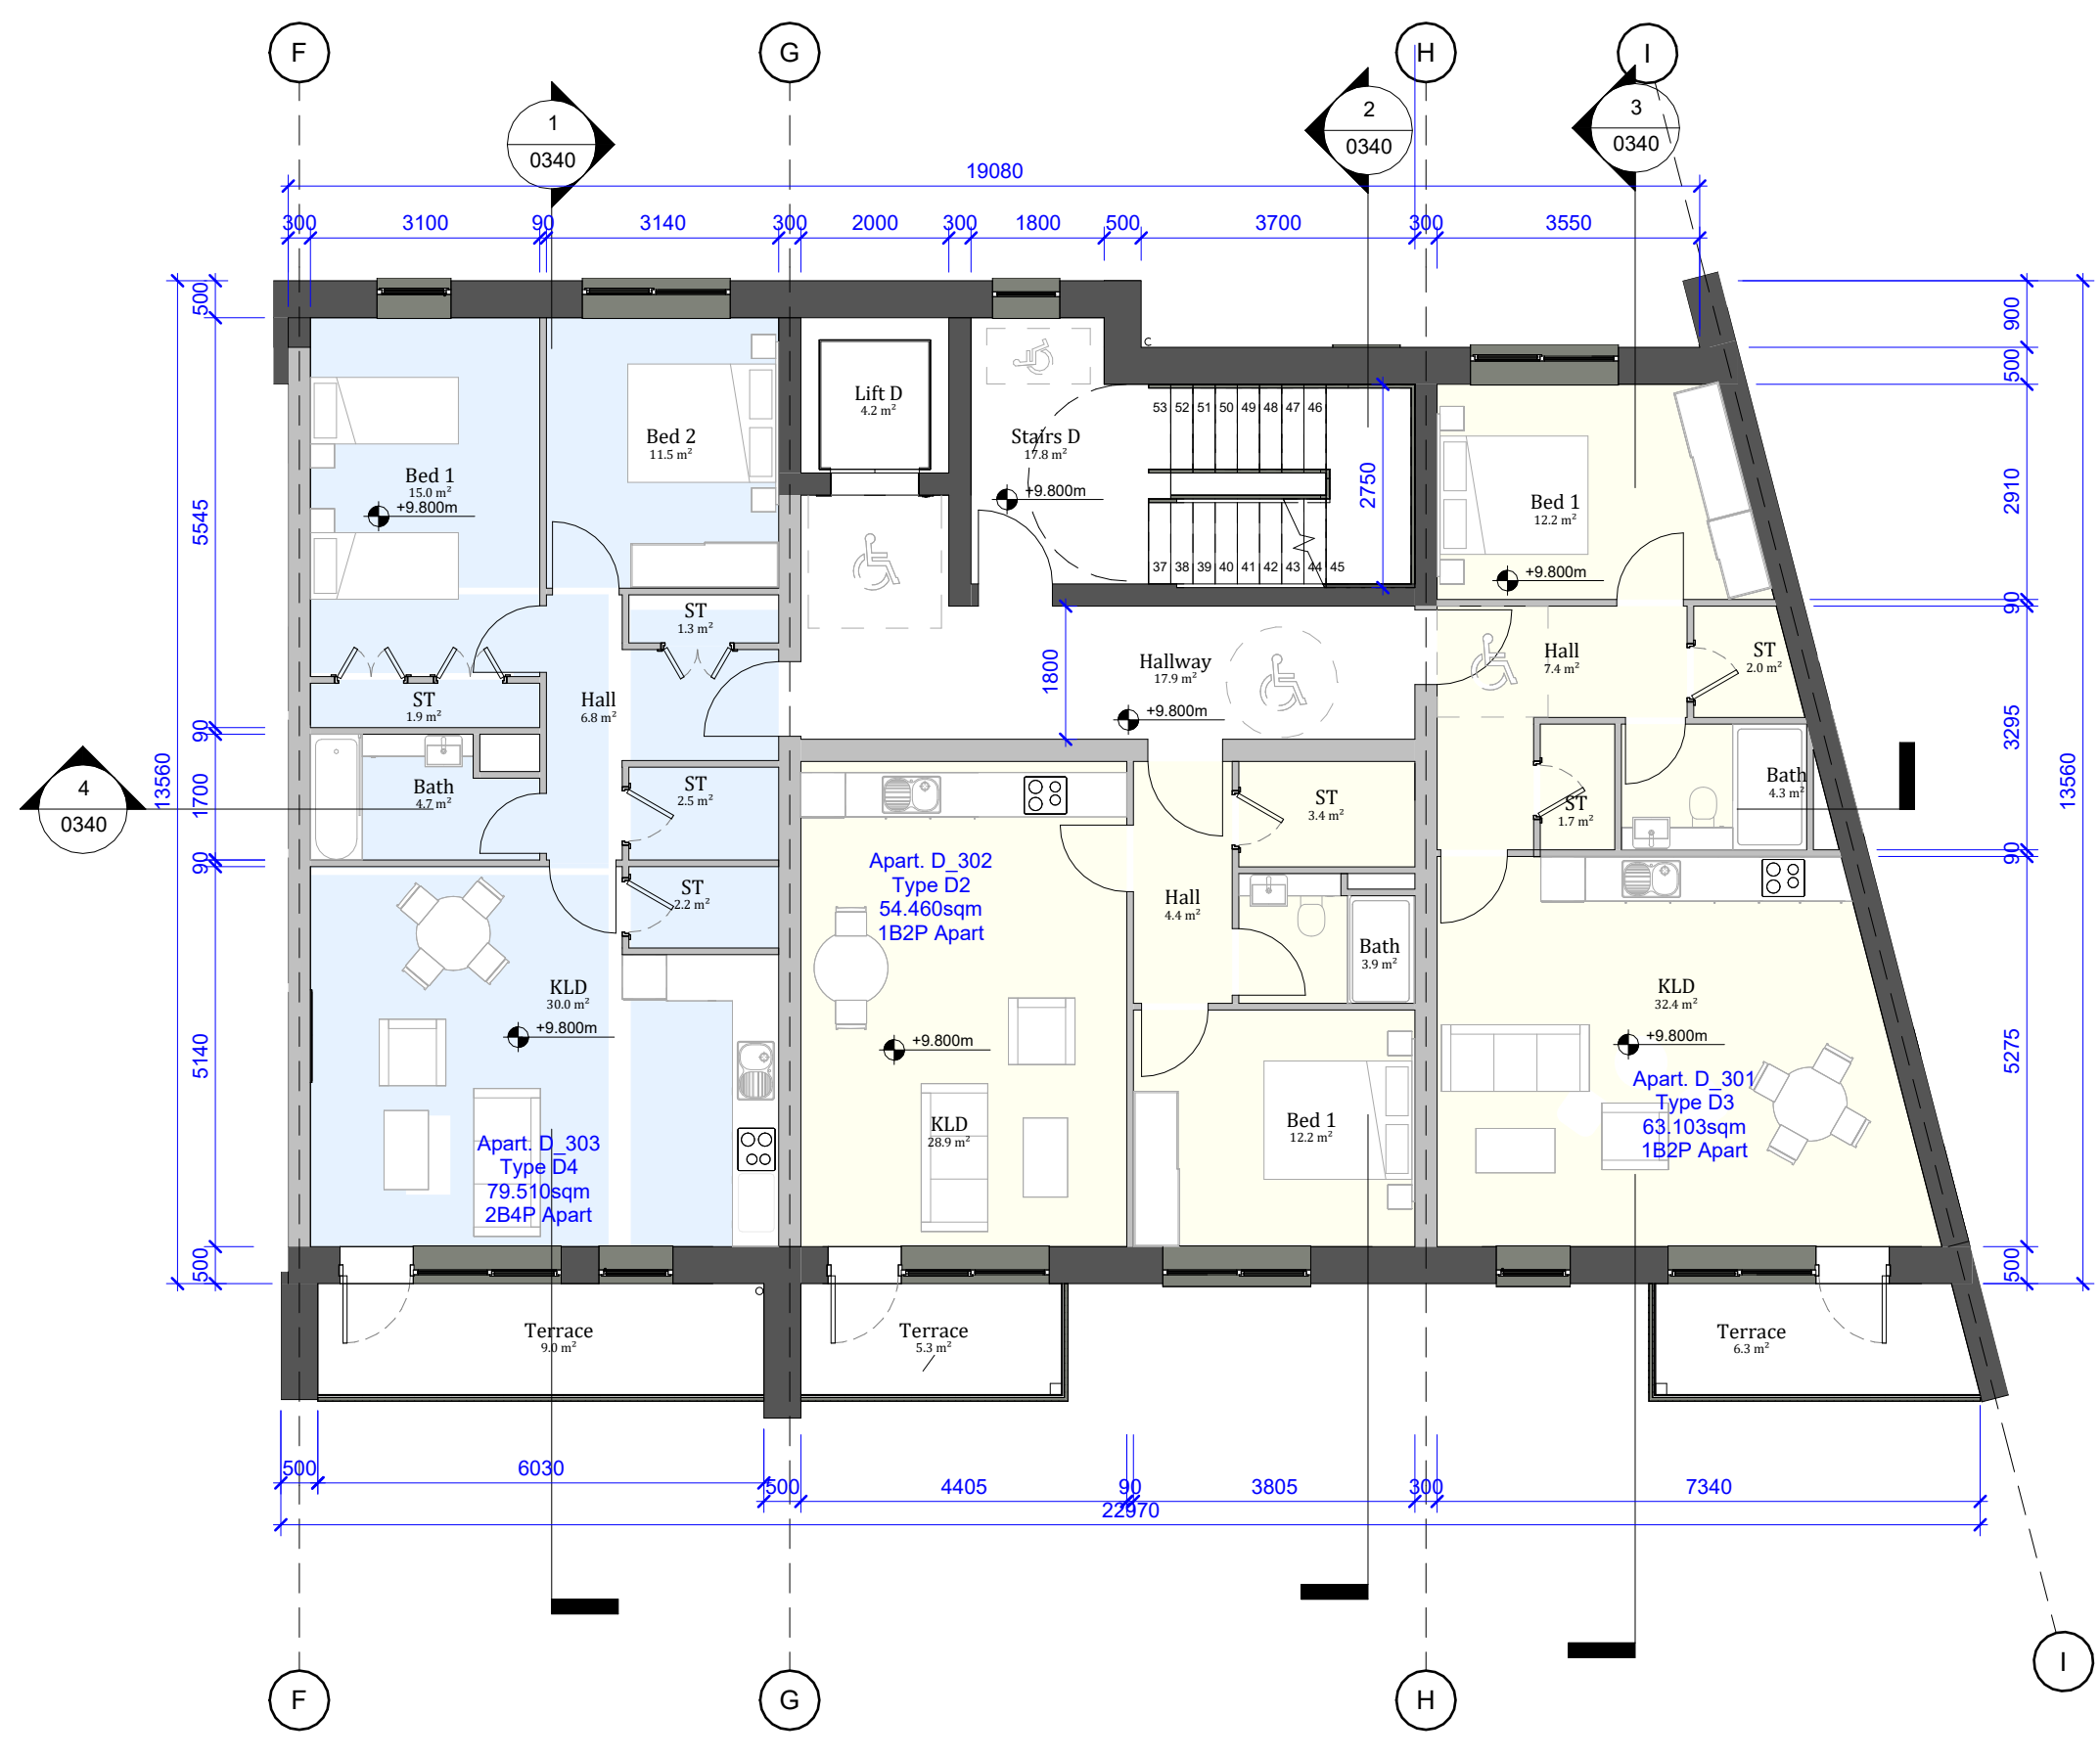 F
G
H
I
1
0340
2
0340
3
0340
19080
300
3100
90
3140
300
2000
300
1800
500
3700
300
3550
500
5545
90
1700
90
5140
500
13560
900
500
2910
90
3295
90
5275
500
13560
4
0340
Bed 1
15.0 m²
+9.800m
Bed 2
11.5 m²
Lift D
4.2 m²
Stairs D
17.8 m²
+9.800m
C
53 52 51 50 49 48 47 46
37 38 39 40 41 42 43 44 45
2750
Bed 1
12.2 m²
+9.800m
ST
1.3 m²
ST
1.9 m²
Hall
6.8 m²
1800
Hallway
17.9 m²
+9.800m
Hall
7.4 m²
ST
2.0 m²
Bath
4.7 m²
ST
2.5 m²
ST
2.2 m²
ST
3.4 m²
ST
1.7 m²
Bath
4.3 m²
Apart. D_302
Type D2
54.460sqm
1B2P Apart
Hall
4.4 m²
Bath
3.9 m²
KLD
30.0 m²
+9.800m
+9.800m
KLD
32.4 m²
+9.800m
Apart. D_301
Type D3
63.103sqm
1B2P Apart
KLD
28.9 m²
Bed 1
12.2 m²
Apart. D_303
Type D4
79.510sqm
2B4P Apart
Terrace
9.0 m²
Terrace
5.3 m²
Terrace
6.3 m²
500
6030
500
4405
90
3805
300
7340
22970
F
G
H
I